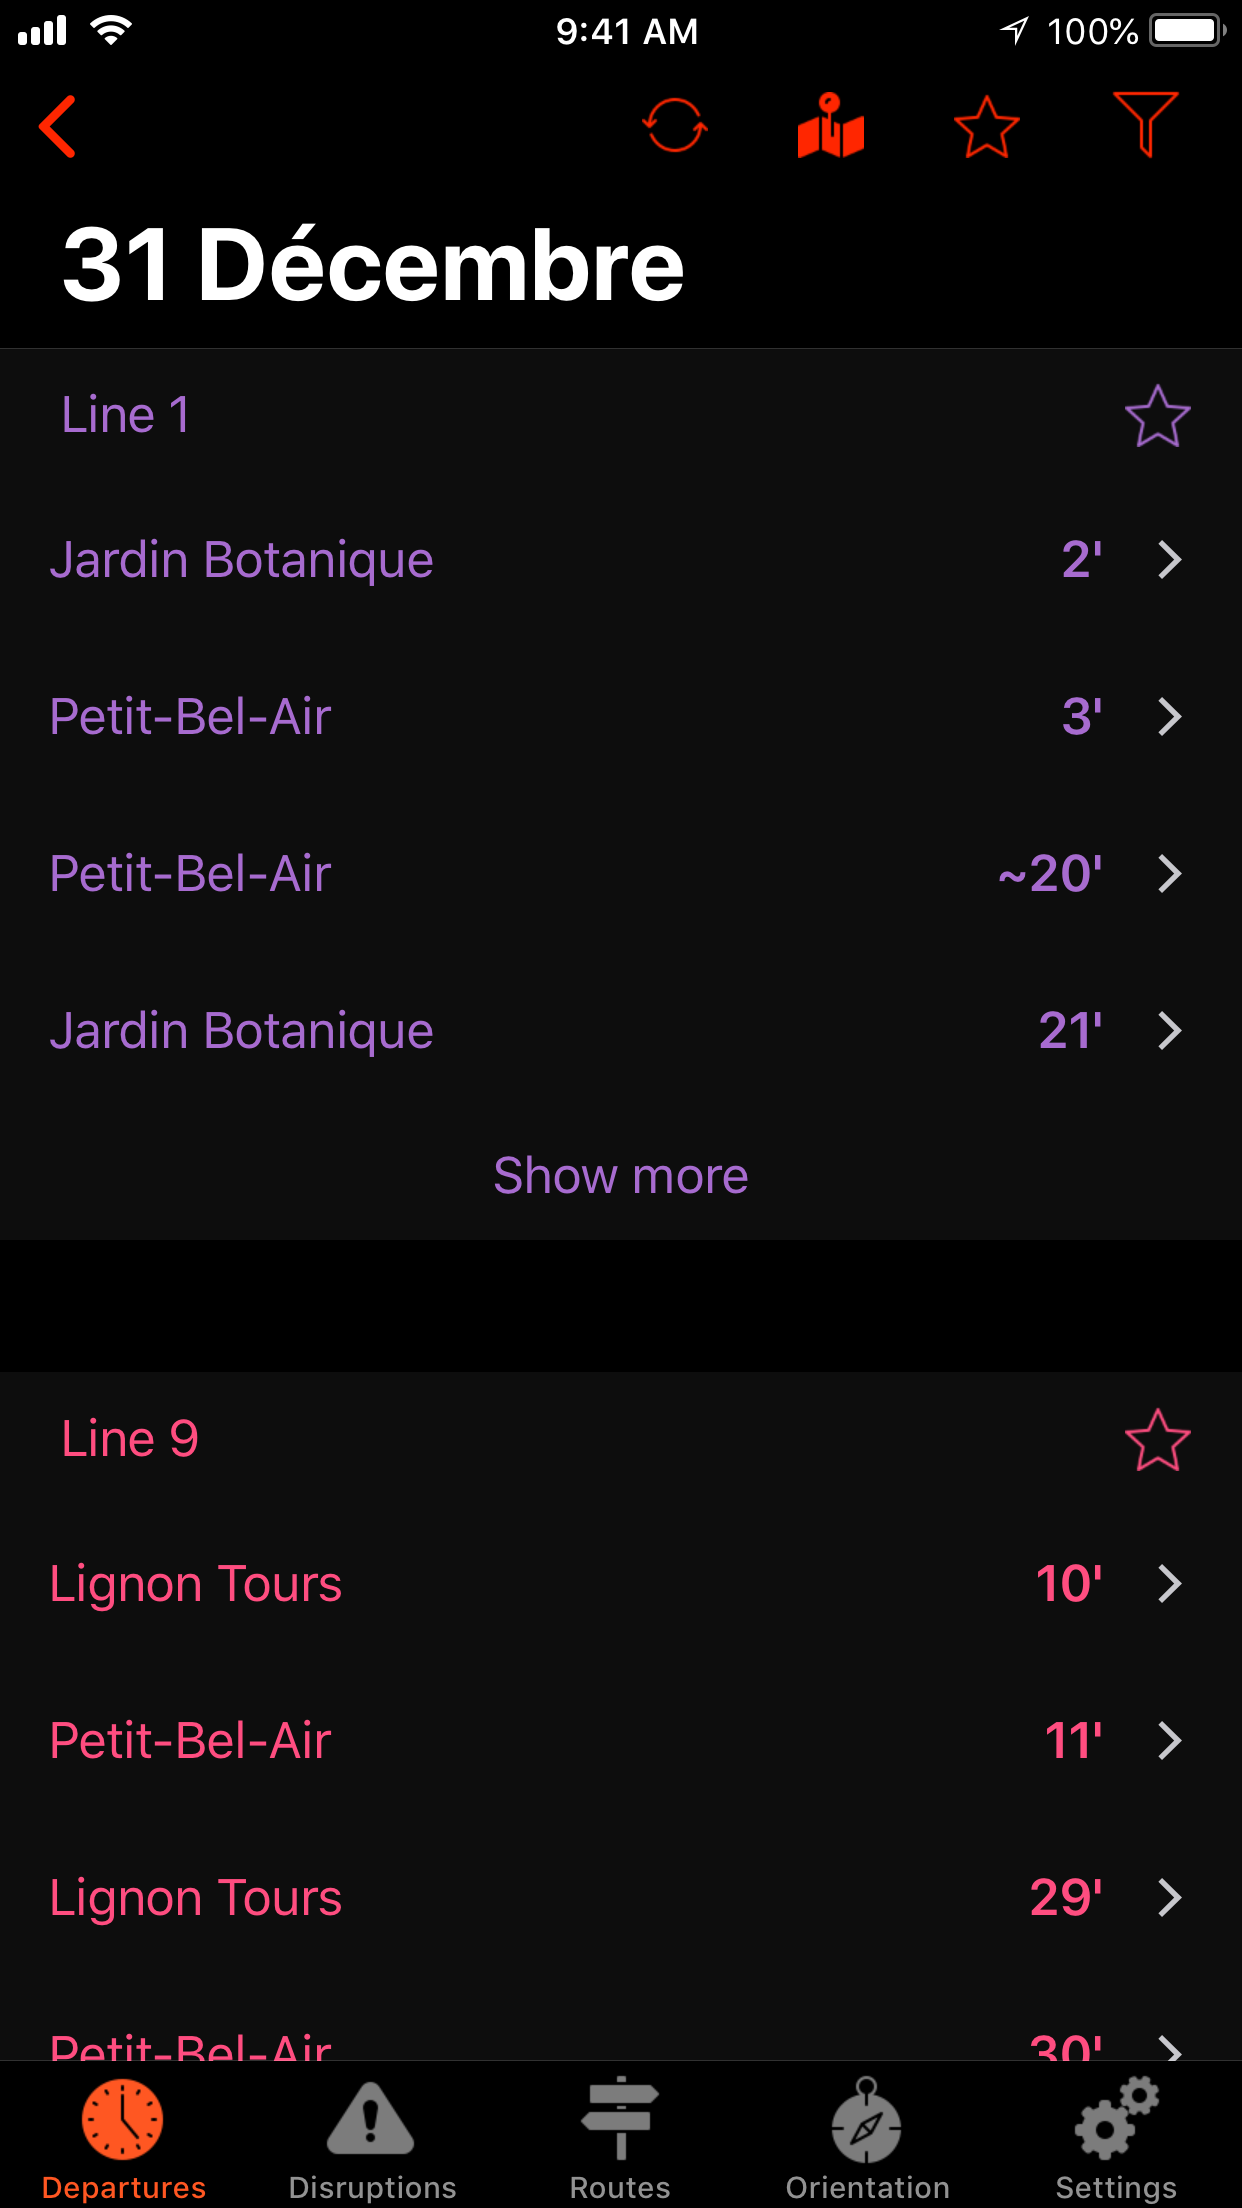 9:41 AM 100%
31 Décembre
Line 1
Jardin Botanique 2'
Petit-Bel-Air 3'
Petit-Bel-Air ~20'
Jardin Botanique 21'
Show more
Line 9
Lignon Tours 10'
Petit-Bel-Air 11'
Lignon Tours 29'
Petit-Bel-Air 30'
Departures Disruptions Routes Orientation Settings